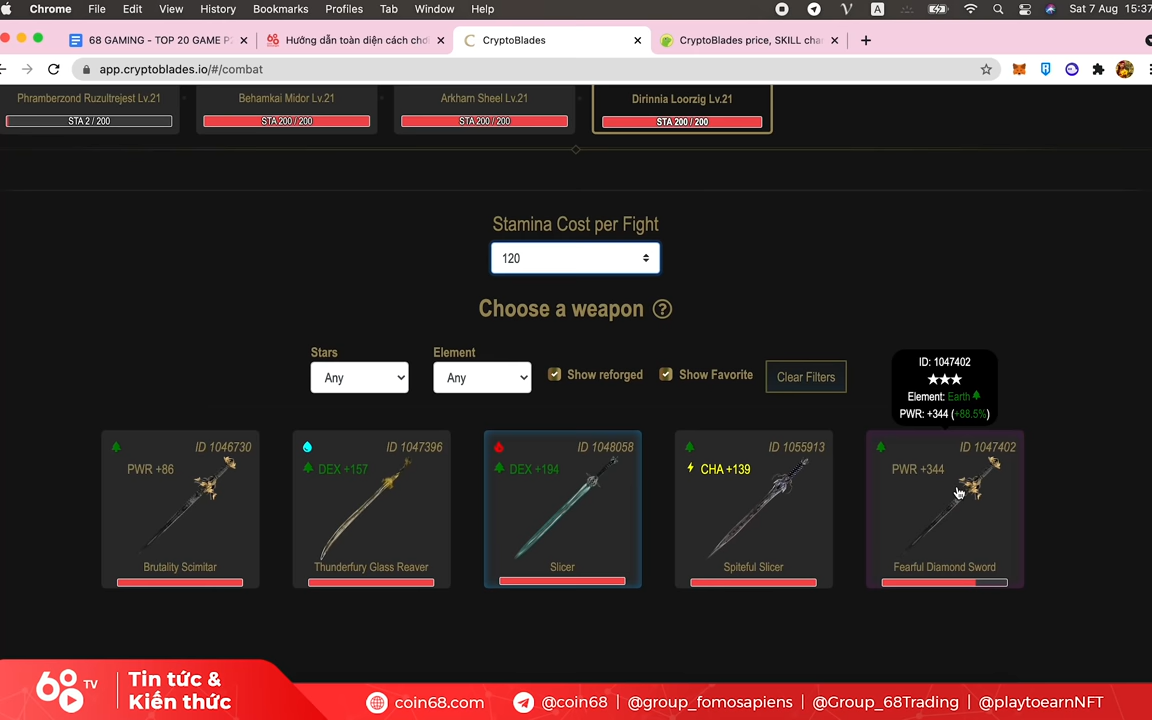 Chrome File Edit View History Bookmarks Profiles Tab Window Help A Sat 7 Aug 15:37
68 GAMING - TOP 20 GAME P Hướng dẫn toàn diện cách chơi CryptoBlades CryptoBlades price, SKILL cha
app.cryptoblades.io/#/combat
Phramberzond Ruzultrejest Lv.21 Behamkai Midor Lv.21 Arkham Sheel Lv.21 Dirinnia Loorzig Lv.21
STA 2 / 200 STA 200 / 200 STA 200 / 200 STA 200 / 200
Stamina Cost per Fight
120
Choose a weapon ?
Stars Element
Any Any Show reforged Show Favorite Clear Filters
ID: 1047402
★★★
Element: Earth
PWR: +344 (+88.5%)
ID 1046730 ID 1047396 ID 1048058 ID 1055913 ID 1047402
PWR +86 DEX +157 DEX +194 CHA +139 PWR +344
Brutality Scimitar Thunderfury Glass Reaver Slicer Spiteful Slicer Fearful Diamond Sword
68 TV Tin tức &
Kiến thức
coin68.com @coin68 | @group_fomosapiens | @Group_68Trading | @playtoearnNFT